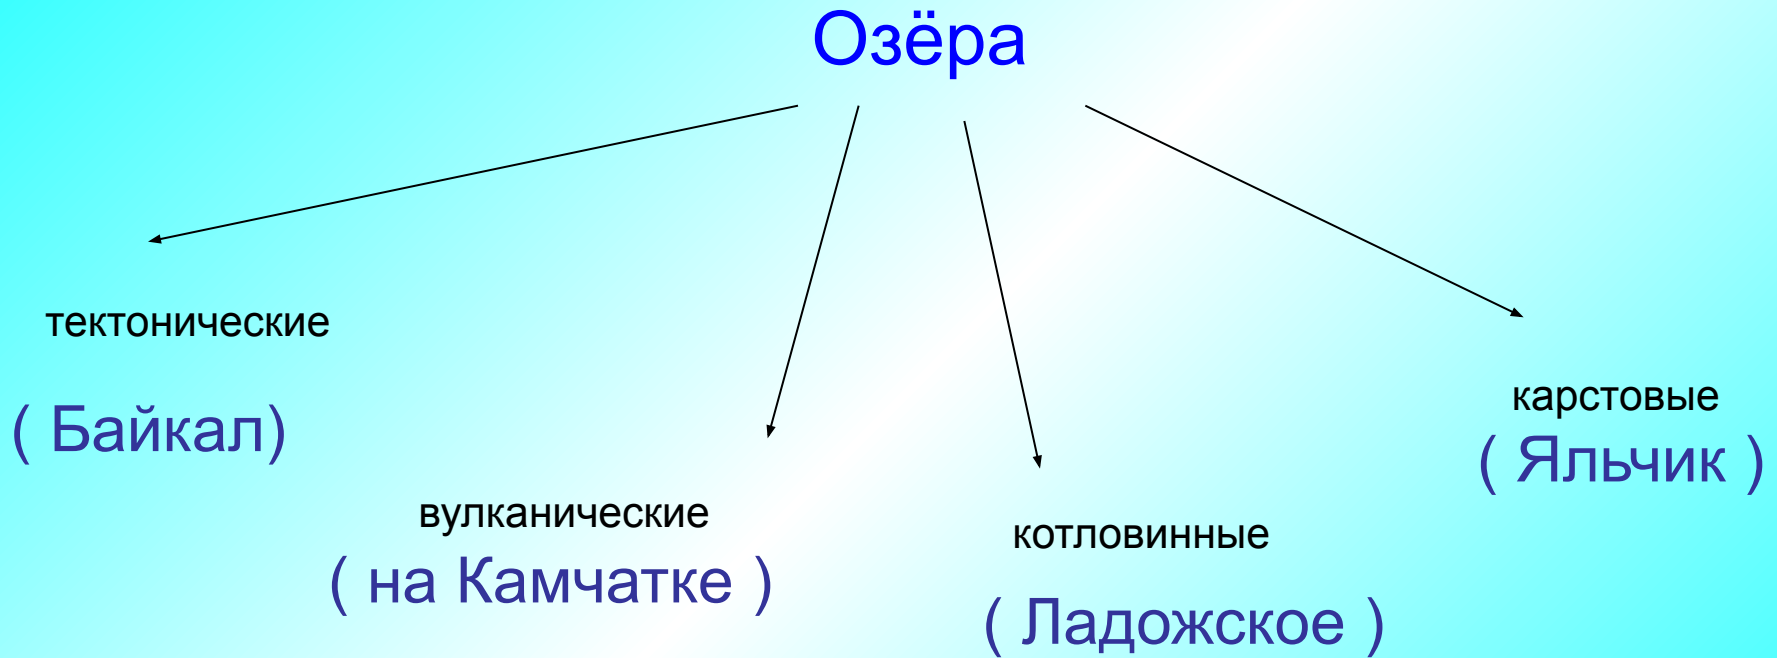 Озёра
тектонические
( Байкал)
вулканические
( на Камчатке )
котловинные
( Ладожское )
карстовые
( Яльчик )